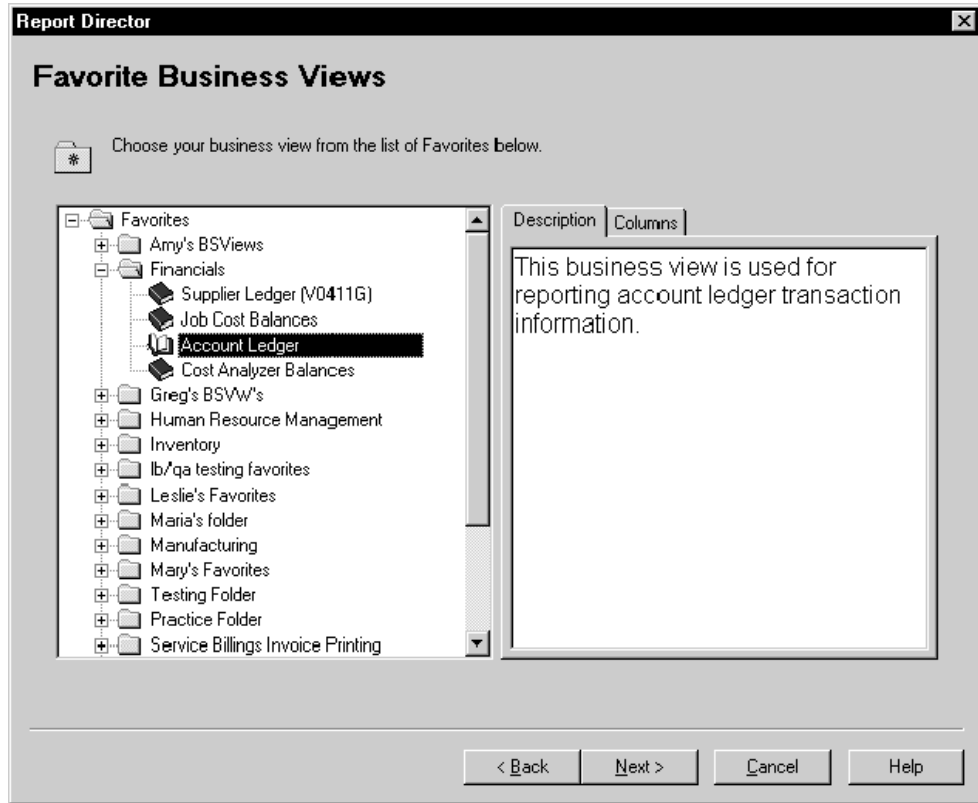 Report Director
Favorite Business Views
Choose your business view from the list of Favorites below.
Favorites
Amy's BSViews
Financials
Supplier Ledger (V0411G)
Job Cost Balances
Account Ledger
Cost Analyzer Balances
Greg's BSVW's
Human Resource Management
Inventory
lb/qa testing favorites
Leslie's Favorites
Maria's folder
Manufacturing
Mary's Favorites
Testing Folder
Practice Folder
Service Billings Invoice Printing
Description Columns
This business view is used for
reporting account ledger transaction
information.
< Back Next > Cancel Help